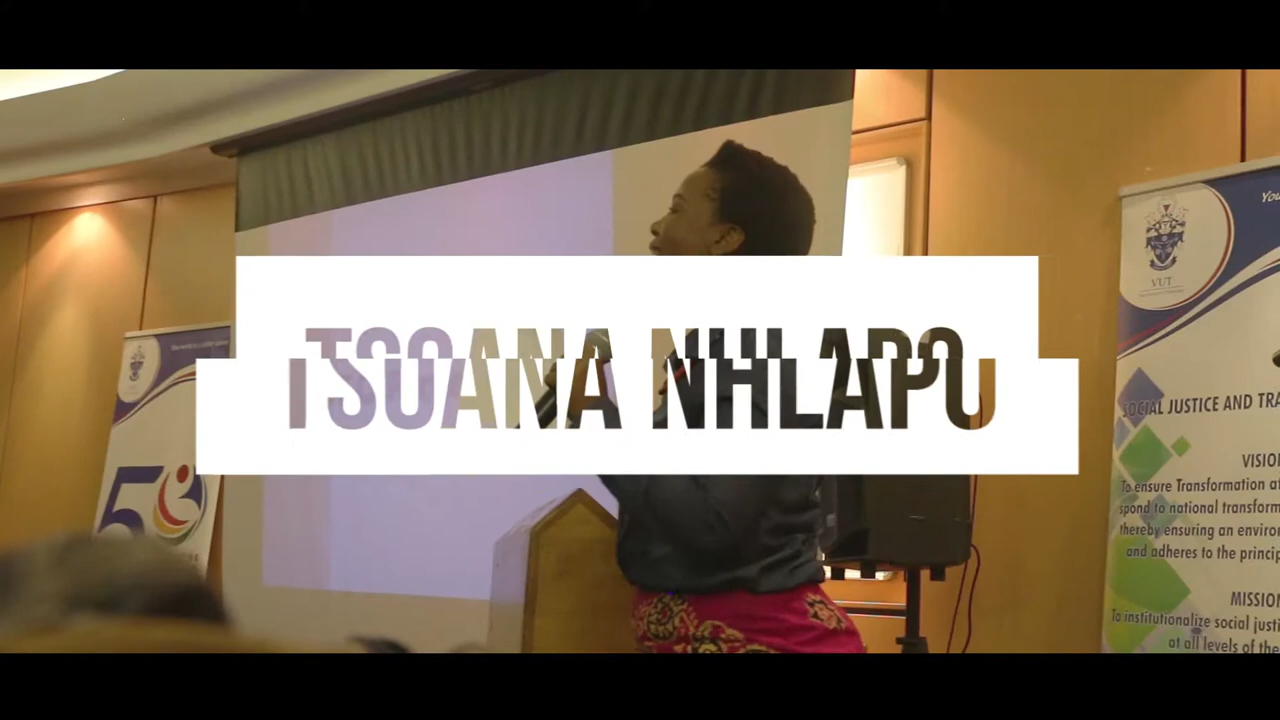 TSOANA NHLAPO
VUT
SOCIAL JUSTICE AND TRA
VISION
To ensure Transformation at
spond to national transform
thereby ensuring an environ
and adheres to the princip
MISSION
To institutionalize social justi
at all levels of the
50